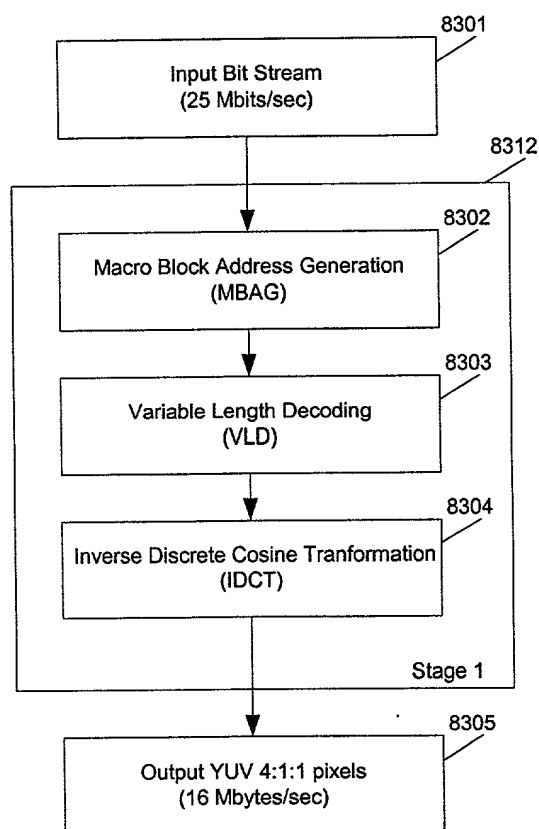 8301
Input Bit Stream
(25 Mbits/sec)
8312
8302
Macro Block Address Generation
(MBAG)
8303
Variable Length Decoding
(VLD)
8304
Inverse Discrete Cosine Tranformation
(IDCT)
Stage 1
8305
Output YUV 4:1:1 pixels
(16 Mbytes/sec)